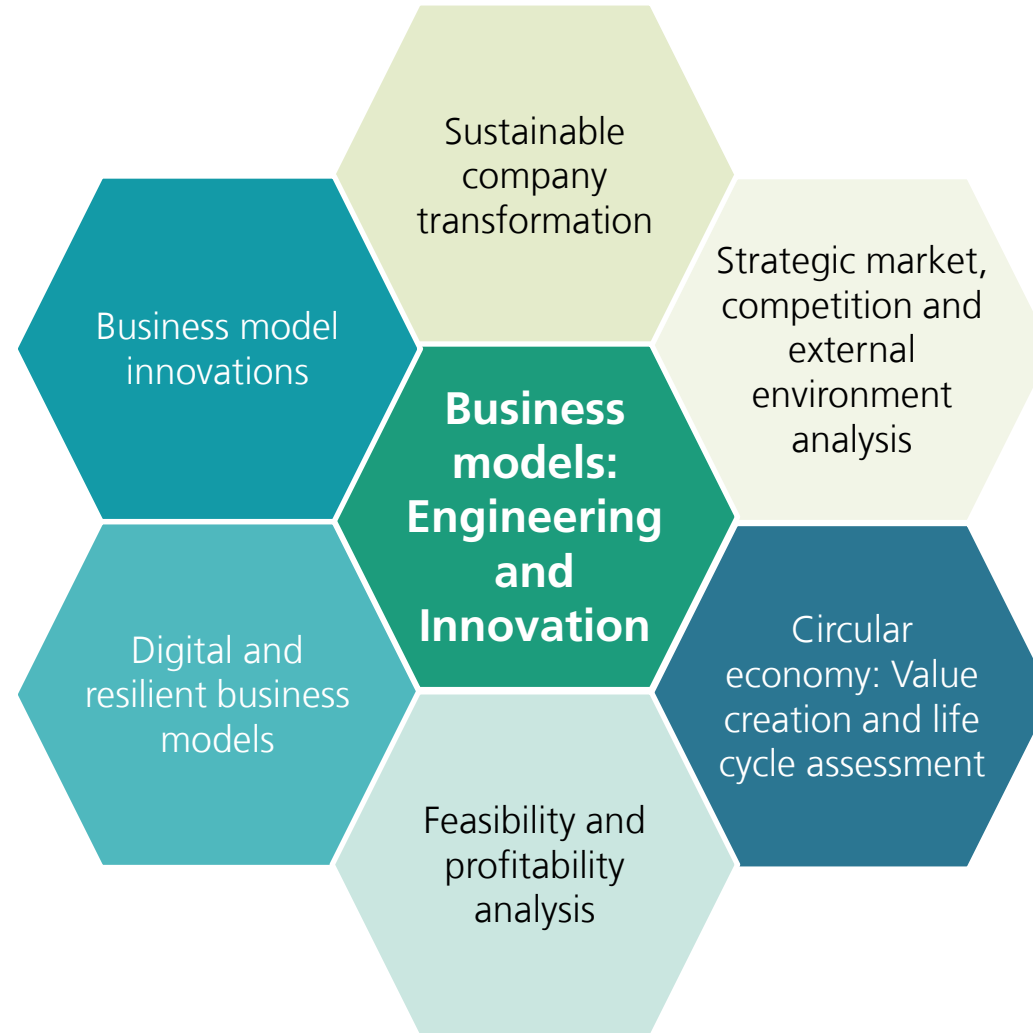 Sustainable
company
transformation
Strategic market,
competition and
external
environment
analysis
Business model
innovations
Business
models:
Engineering
and
Innovation
Circular
economy: Value
creation and life
cycle assessment
Digital and
resilient business
models
Feasibility and
profitability
analysis